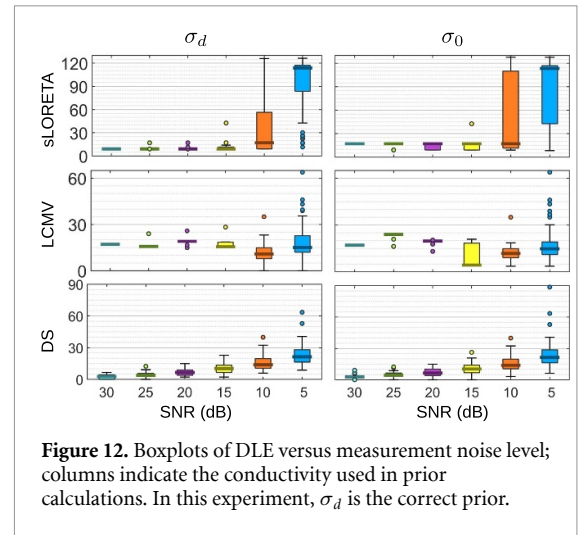 σd σ0
sLORETA
120
90
60
30
0
LCMV
60
30
0
DS
90
60
30
0
30 25 20 15 10 5 30 25 20 15 10 5
SNR (dB) SNR (dB)
Figure 12. Boxplots of DLE versus measurement noise level;
columns indicate the conductivity used in prior
calculations. In this experiment, σd is the correct prior.